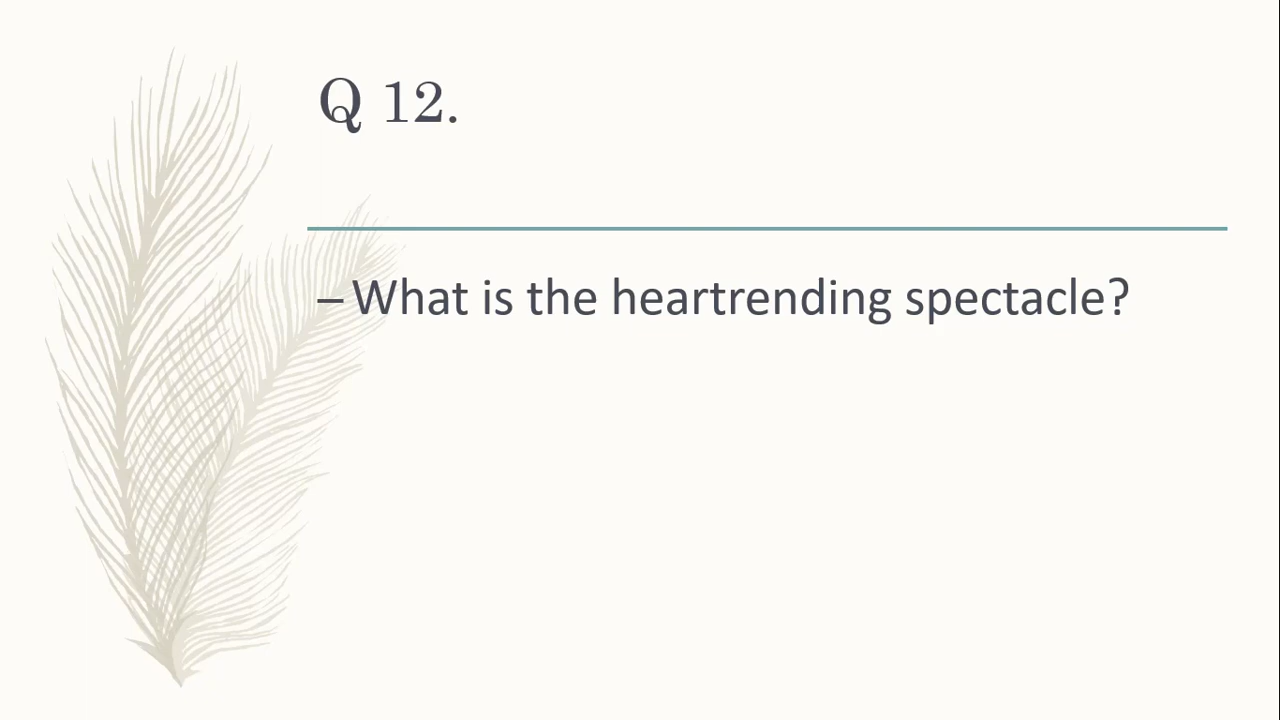 Q 12.
– What is the heartrending spectacle?